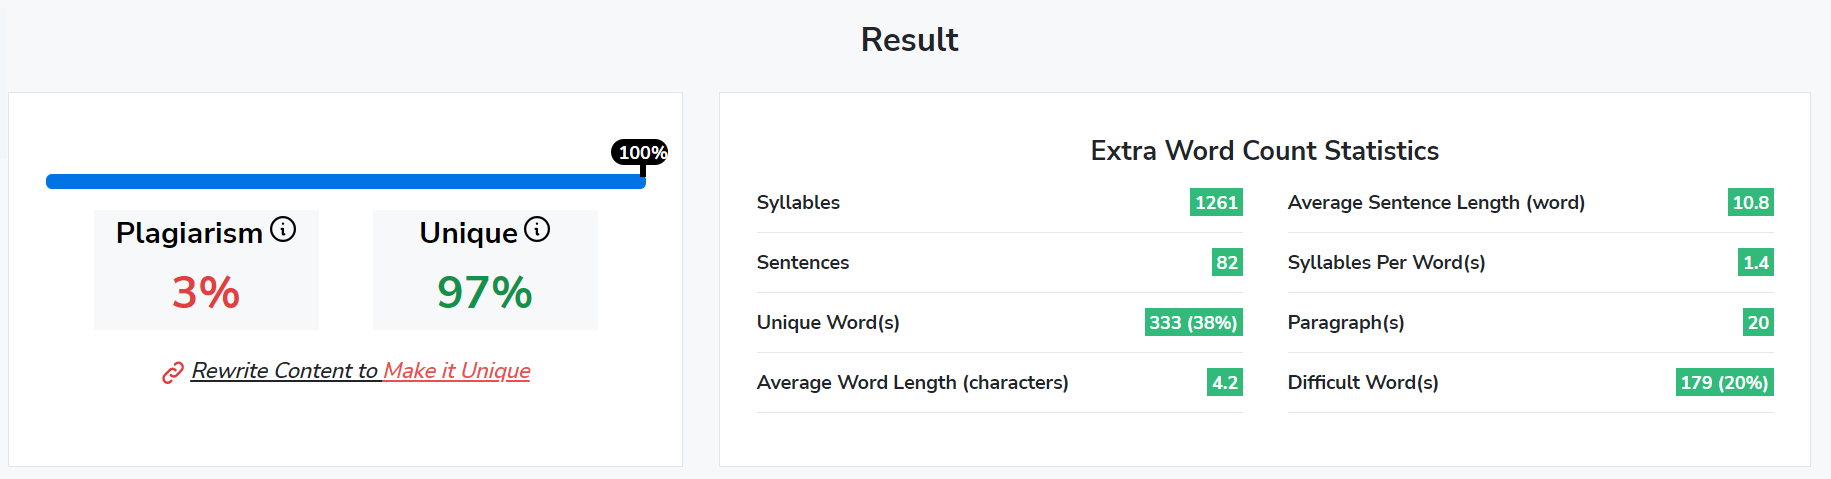 Result
100%
Plagiarism
3%
Unique
97%
Rewrite Content to Make it Unique
Extra Word Count Statistics
Syllables 1261
Average Sentence Length (word) 10.8
Sentences 82
Syllables Per Word(s) 1.4
Unique Word(s) 333 (38%)
Paragraph(s) 20
Average Word Length (characters) 4.2
Difficult Word(s) 179 (20%)